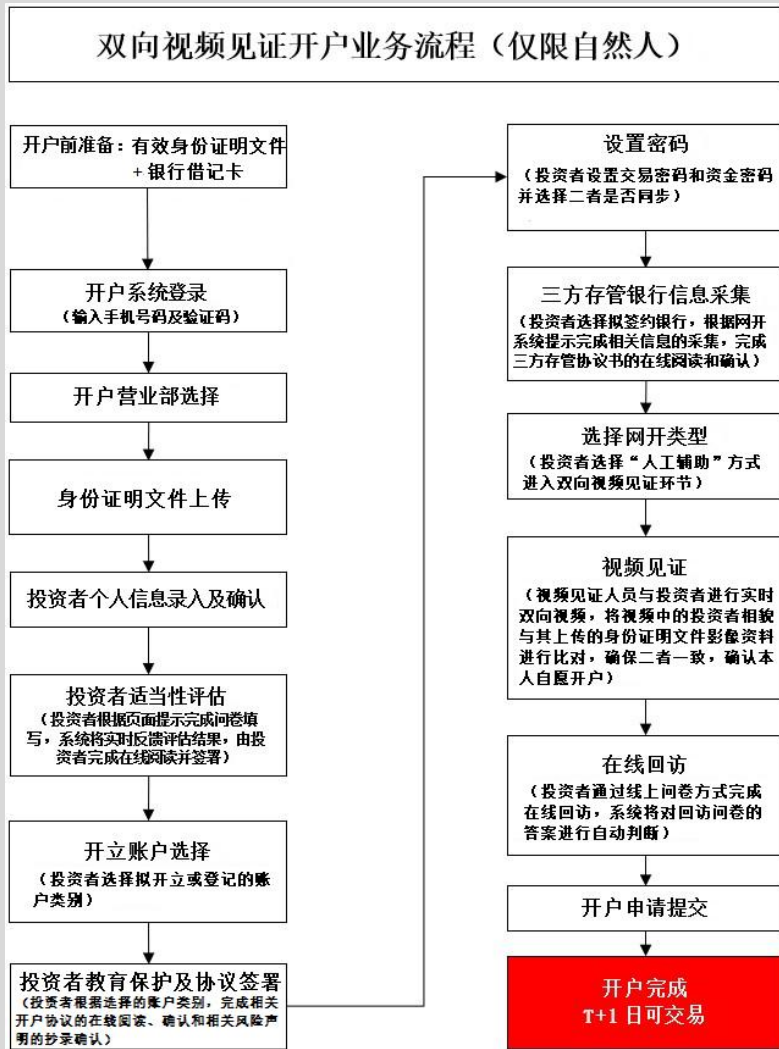 双向视频见证开户业务流程（仅限自然人）
开户前准备：有效身份证明文件
+ 银行借记卡
开户系统登录
（输入手机号码及验证码）
开户营业部选择
身份证明文件上传
投资者个人信息录入及确认
投资者适当性评估
（投资者根据页面提示完成问卷填
写，系统将实时反馈评估结果，由投
资者完成在线阅读并签署）
开立账户选择
（投资者选择拟开立或登记的账
户类别）
投资者教育保护及协议签署
（投资者根据选择的账户类别，完成相关
开户协议的在线阅读、确认和相关风险声
明的抄录确认）
设置密码
（投资者设置交易密码和资金密码
并选择二者是否同步）
三方存管银行信息采集
（投资者选择拟签约银行，根据网开
系统提示完成相关信息的采集，完成
三方存管协议书的在线阅读和确认）
选择网开类型
（投资者选择“人工辅助”方式
进入双向视频见证环节）
视频见证
（视频见证人员与投资者进行实时
双向视频，将视频中的投资者相貌
与其上传的身份证明文件影像资料
进行比对，确保二者一致，确认本
人自愿开户）
在线回访
（投资者通过线上问卷方式完成
在线回访，系统将对回访问卷的
答案进行自动判断）
开户申请提交
开户完成
T+1 日可交易